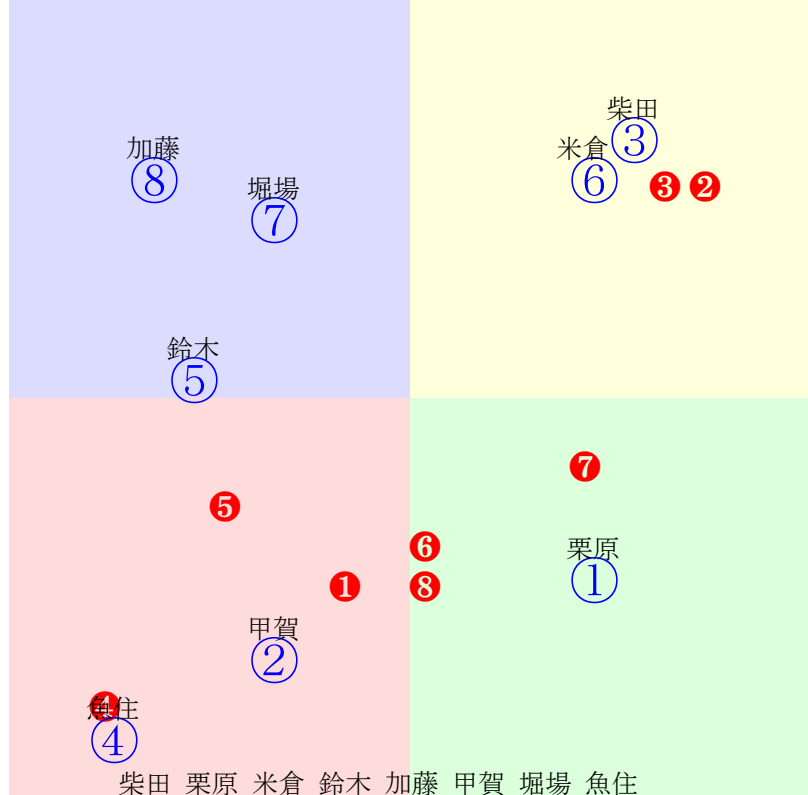 柴田
加藤
米倉
③
⑧
堀場
⑥
❸ ❷
⑦
鈴木
⑤
❼
❺
❻
栗原
❶
❽
①
甲賀
②
❹
魚住
④
柴田 栗原 米倉 鈴木 加藤 甲賀 堀場 魚住